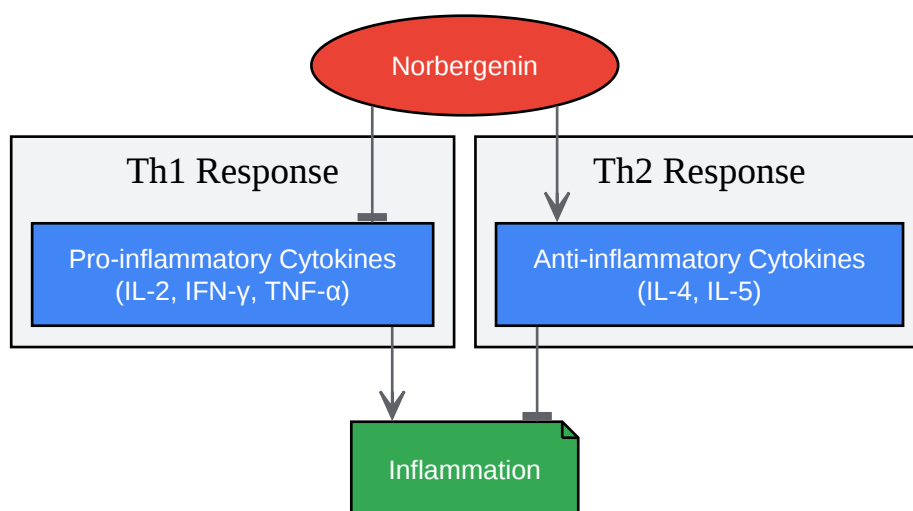 Norbergenin
Th1 Response
Th2 Response
Pro-inflammatory Cytokines
(IL-2, IFN-γ, TNF-α)
Anti-inflammatory Cytokines
(IL-4, IL-5)
Inflammation